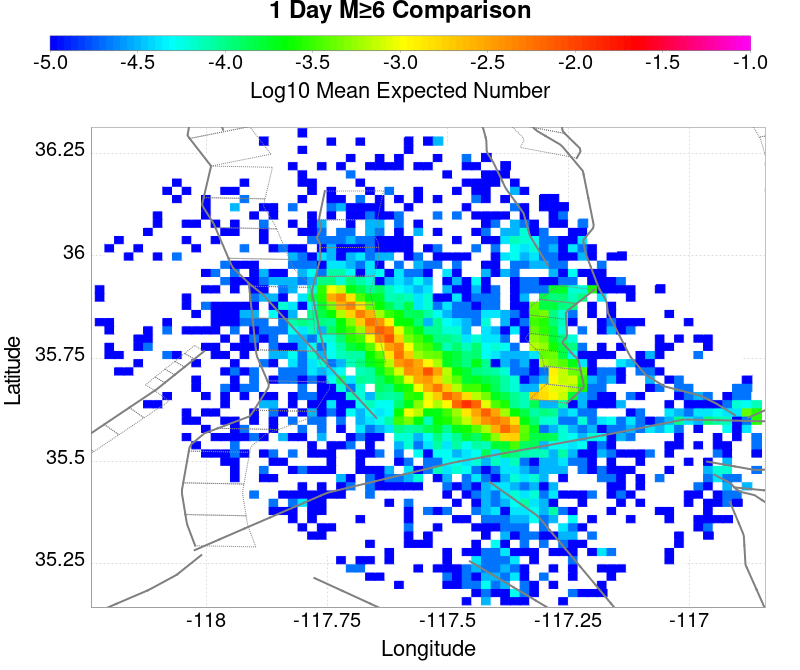 1 Day M≥6 Comparison
-5.0 -4.5 -4.0 -3.5 -3.0 -2.5 -2.0 -1.5 -1.0
Log10 Mean Expected Number
36.25
36
35.75
35.5
35.25
Latitude
-118 -117.75 -117.5 -117.25 -117
Longitude